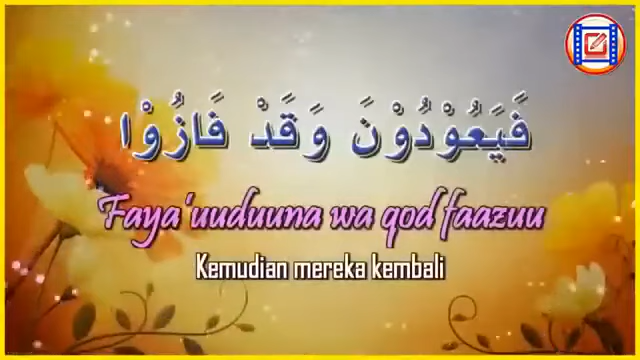 فَيَعُوْدُوْنَ وَقَدْ فَازُوْا
Faya'uuduuna wa qod faazuu
Kemudian mereka kembali